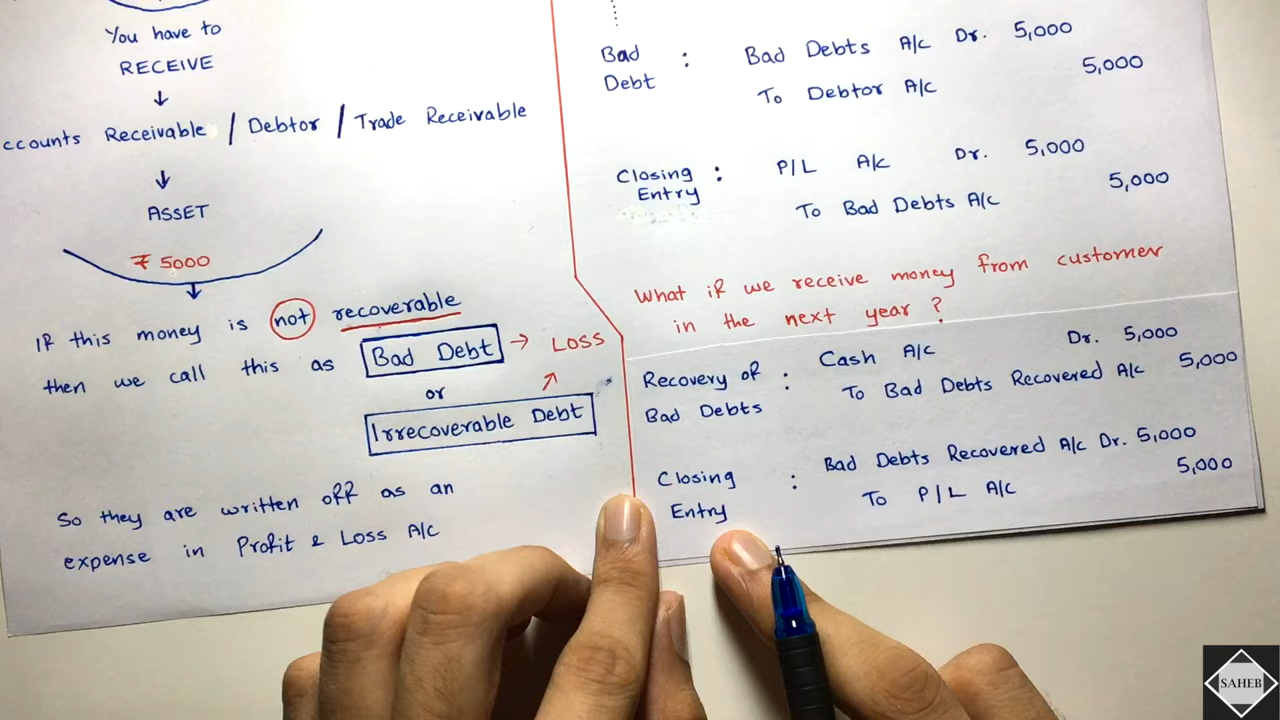 You have to
RECEIVE
↓
ccounts Receivable / Debtor / Trade Receivable
↓
ASSET
₹ 5000
↓
If this money is not recoverable
then we call this as Bad Debt → LOSS
or
Irrecoverable Debt
So they are written off as an
expense in Profit & Loss A/c
Bad : Bad Debts A/c Dr. 5,000
Debt To Debtor A/c 5,000
Closing : P/L A/c Dr. 5,000
Entry To Bad Debts A/c 5,000
What if we receive money from customer
in the next year?
Recovery of : Cash A/c Dr. 5,000
Bad Debts To Bad Debts Recovered A/c 5,000
Closing : Bad Debts Recovered A/c Dr. 5,000
Entry To P/L A/c 5,000
SAHEB